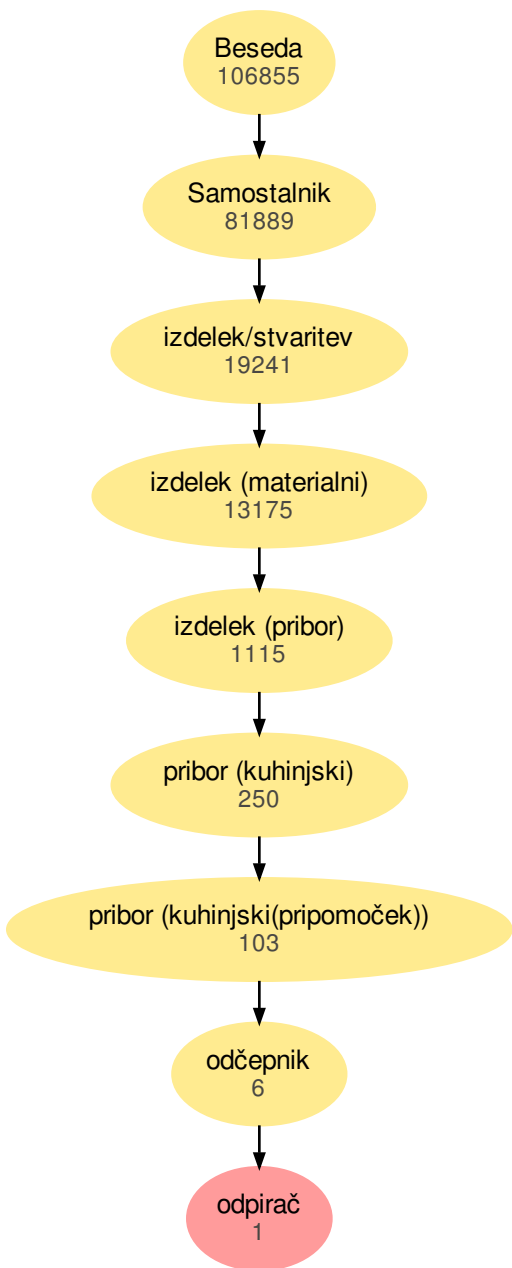 Beseda
106855
Samostalnik
81889
izdelek/stvaritev
19241
izdelek (materialni)
13175
izdelek (pribor)
1115
pribor (kuhinjski)
250
pribor (kuhinjski(pripomoček))
103
odčepnik
6
odpirač
1